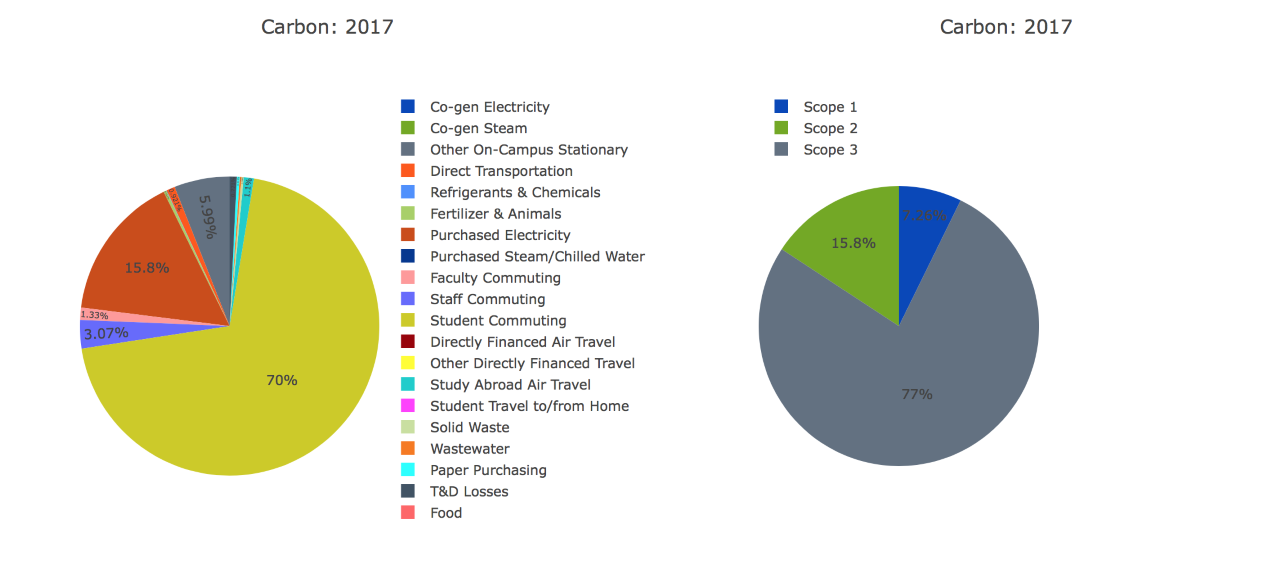 Carbon: 2017
Co-gen Electricity
Co-gen Steam
Other On-Campus Stationary
Direct Transportation
Refrigerants & Chemicals
Fertilizer & Animals
Purchased Electricity
Purchased Steam/Chilled Water
Faculty Commuting
Staff Commuting
Student Commuting
Directly Financed Air Travel
Other Directly Financed Travel
Study Abroad Air Travel
Student Travel to/from Home
Solid Waste
Wastewater
Paper Purchasing
T&D Losses
Food
1.1%
5.99%
15.8%
1.33%
3.07%
70%
Carbon: 2017
Scope 1
Scope 2
Scope 3
15.8%
77%